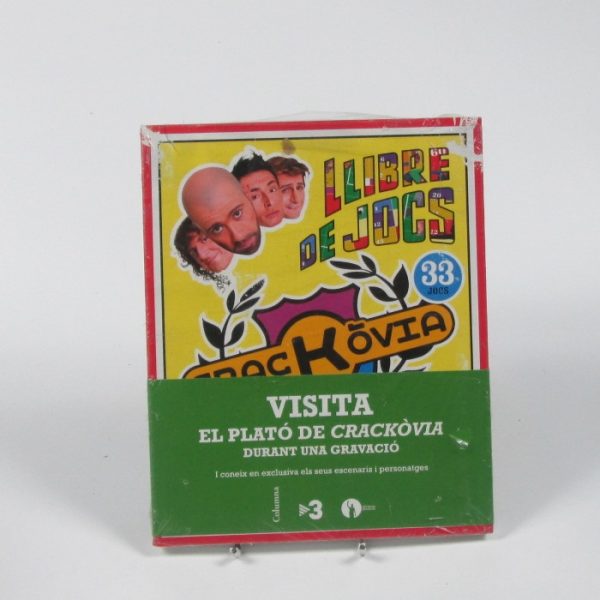 LLIBRE
DE JOCS
33
JOCS
CRACKÒVIA
VISITA
EL PLATÓ DE CRACKÒVIA
DURANT UNA GRAVACIÓ
I coneix en exclusiva els seus escenaris i personatges
Columna
3